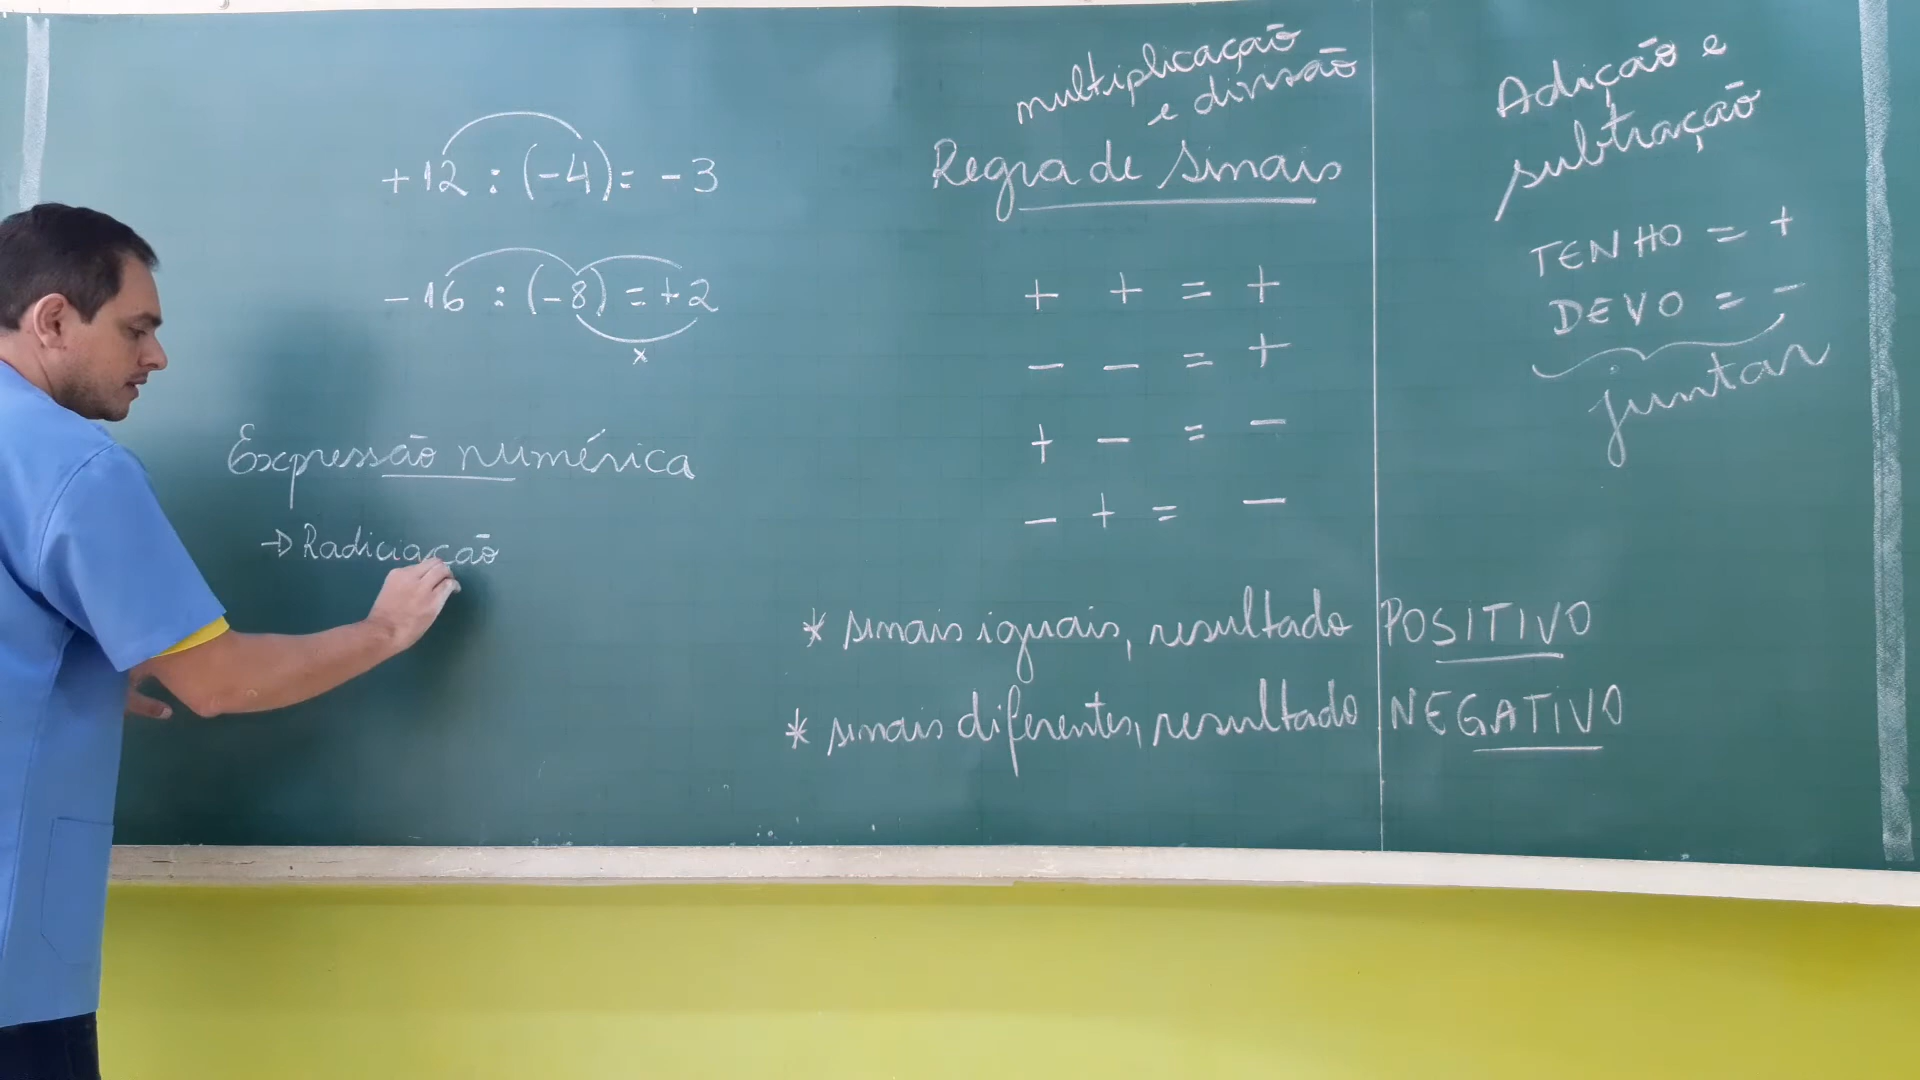 +12 : (-4) = -3
-16 : (-8) = +2
x
Expressão numérica
→ Radiciação
multiplicação
e divisão
Regra de Sinais
+ + = +
- - = +
+ - = -
- + = -
Adição e
subtração
TENHO = +
DEVO = -
juntar
* sinais iguais, resultado POSITIVO
* sinais diferentes, resultado NEGATIVO